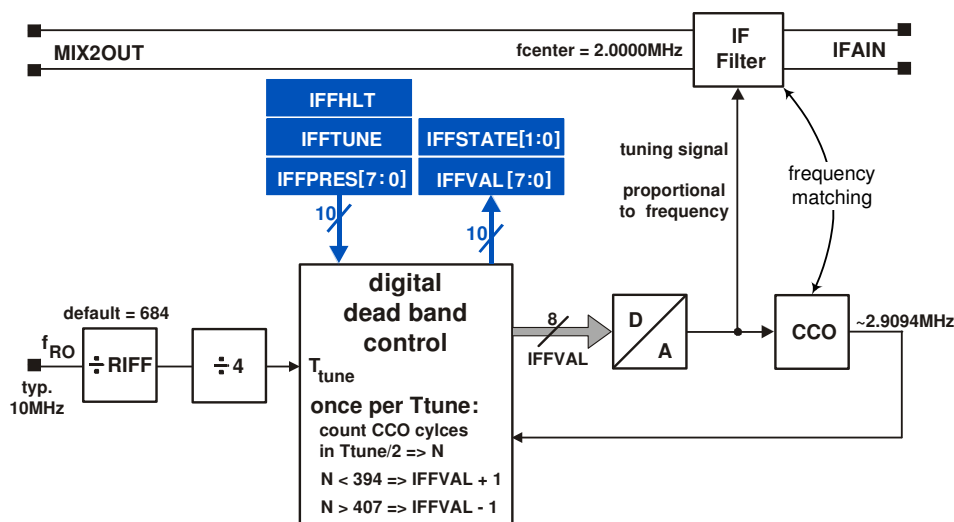 MIX2OUT
fcenter = 2.0000MHz
IF
Filter
IFAIN
IFFHLT
IFFTUNE
IFFPRES[7:0]
IFFSTATE[1:0]
IFFVAL[7:0]
10
10
tuning signal
proportional
to frequency
frequency
matching
default = 684
fRO
typ.
10MHz
÷RIFF
÷4
digital
dead band
control
Ttune
once per Ttune:
count CCO cylces
in Ttune/2 => N
N < 394 => IFFVAL + 1
N > 407 => IFFVAL - 1
8
IFFVAL
D
A
CCO
~2.9094MHz